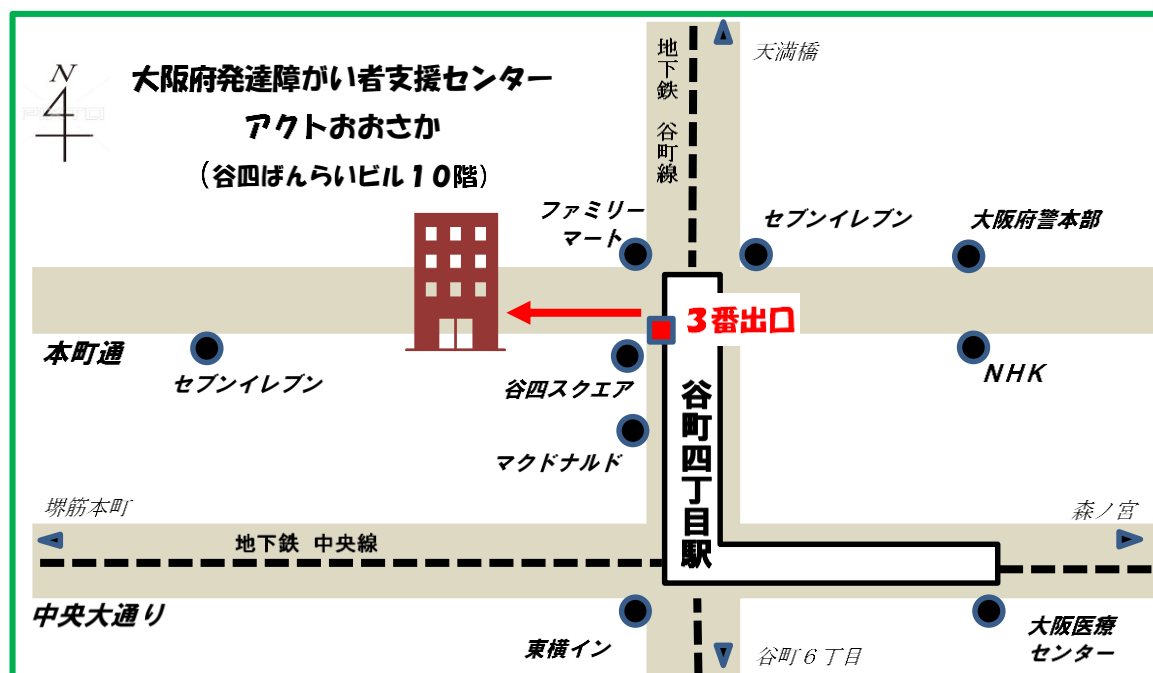 N
大阪府発達障がい者支援センター
アクトおおさか
（谷四ばんらいビル１０階）
地下鉄 谷町線
天満橋
ファミリー
マート
セブンイレブン
大阪府警本部
３番出口
本町通
セブンイレブン
谷四スクエア
NHK
マクドナルド
谷町四丁目駅
堺筋本町
森ノ宮
地下鉄 中央線
中央大通り
東横イン
谷町６丁目
大阪医療
センター